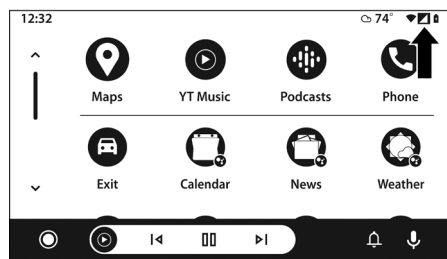 12:32
74°
Maps
YT Music
Podcasts
Phone
Exit
Calendar
News
Weather